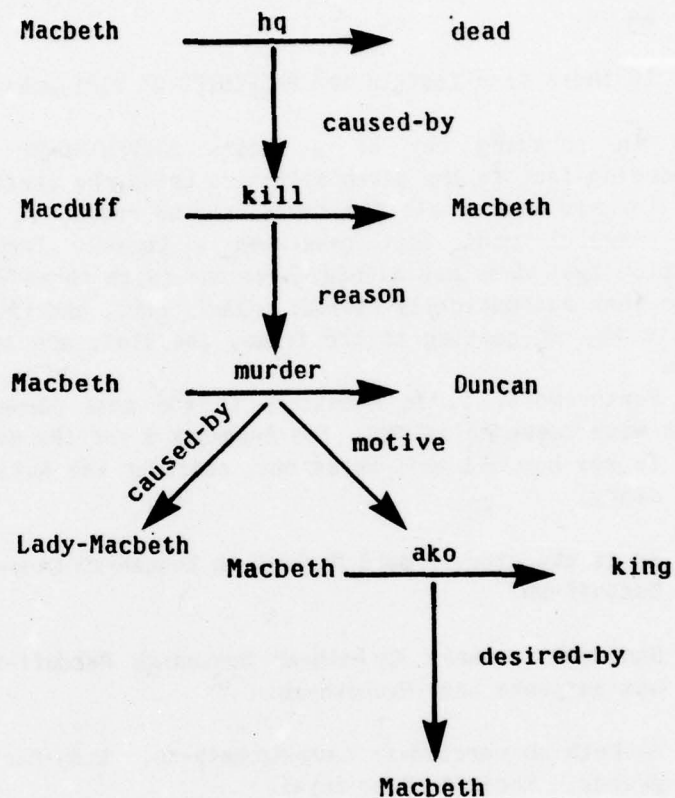 Macbeth hq dead
caused-by
Macduff kill Macbeth
reason
Macbeth murder Duncan
caused-by motive
Lady-Macbeth
Macbeth ako king
desired-by
Macbeth